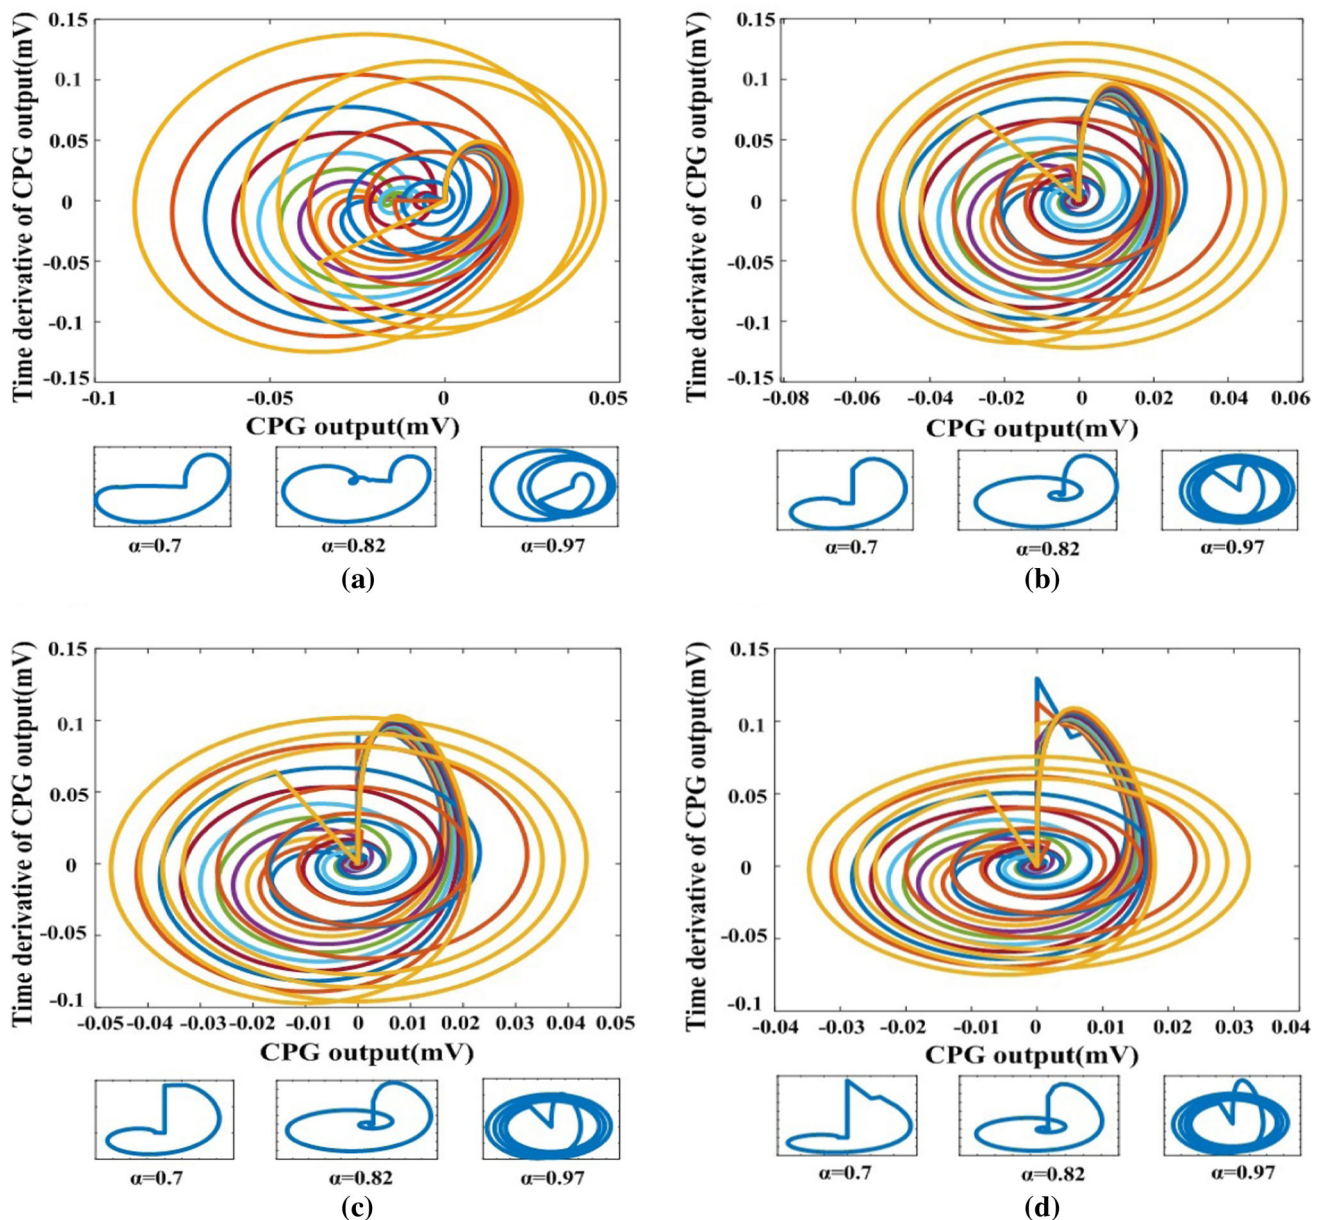 Time derivative of CPG output(mV)
0.15
0.1
0.05
0
-0.05
-0.1
-0.15
-0.1
-0.05
0
0.05
CPG output(mV)
α=0.7
α=0.82
α=0.97
(a)
Time derivative of CPG output(mV)
0.15
0.1
0.05
0
-0.05
-0.1
-0.15
-0.08
-0.06
-0.04
-0.02
0
0.02
0.04
0.06
CPG output(mV)
α=0.7
α=0.82
α=0.97
(b)
Time derivative of CPG output(mV)
0.15
0.1
0.05
0
-0.05
-0.1
-0.05
-0.04
-0.03
-0.02
-0.01
0
0.01
0.02
0.03
0.04
0.05
CPG output(mV)
α=0.7
α=0.82
α=0.97
(c)
Time derivative of CPG output(mV)
0.15
0.1
0.05
0
-0.05
-0.1
-0.04
-0.03
-0.02
-0.01
0
0.01
0.02
0.03
0.04
CPG output(mV)
α=0.7
α=0.82
α=0.97
(d)